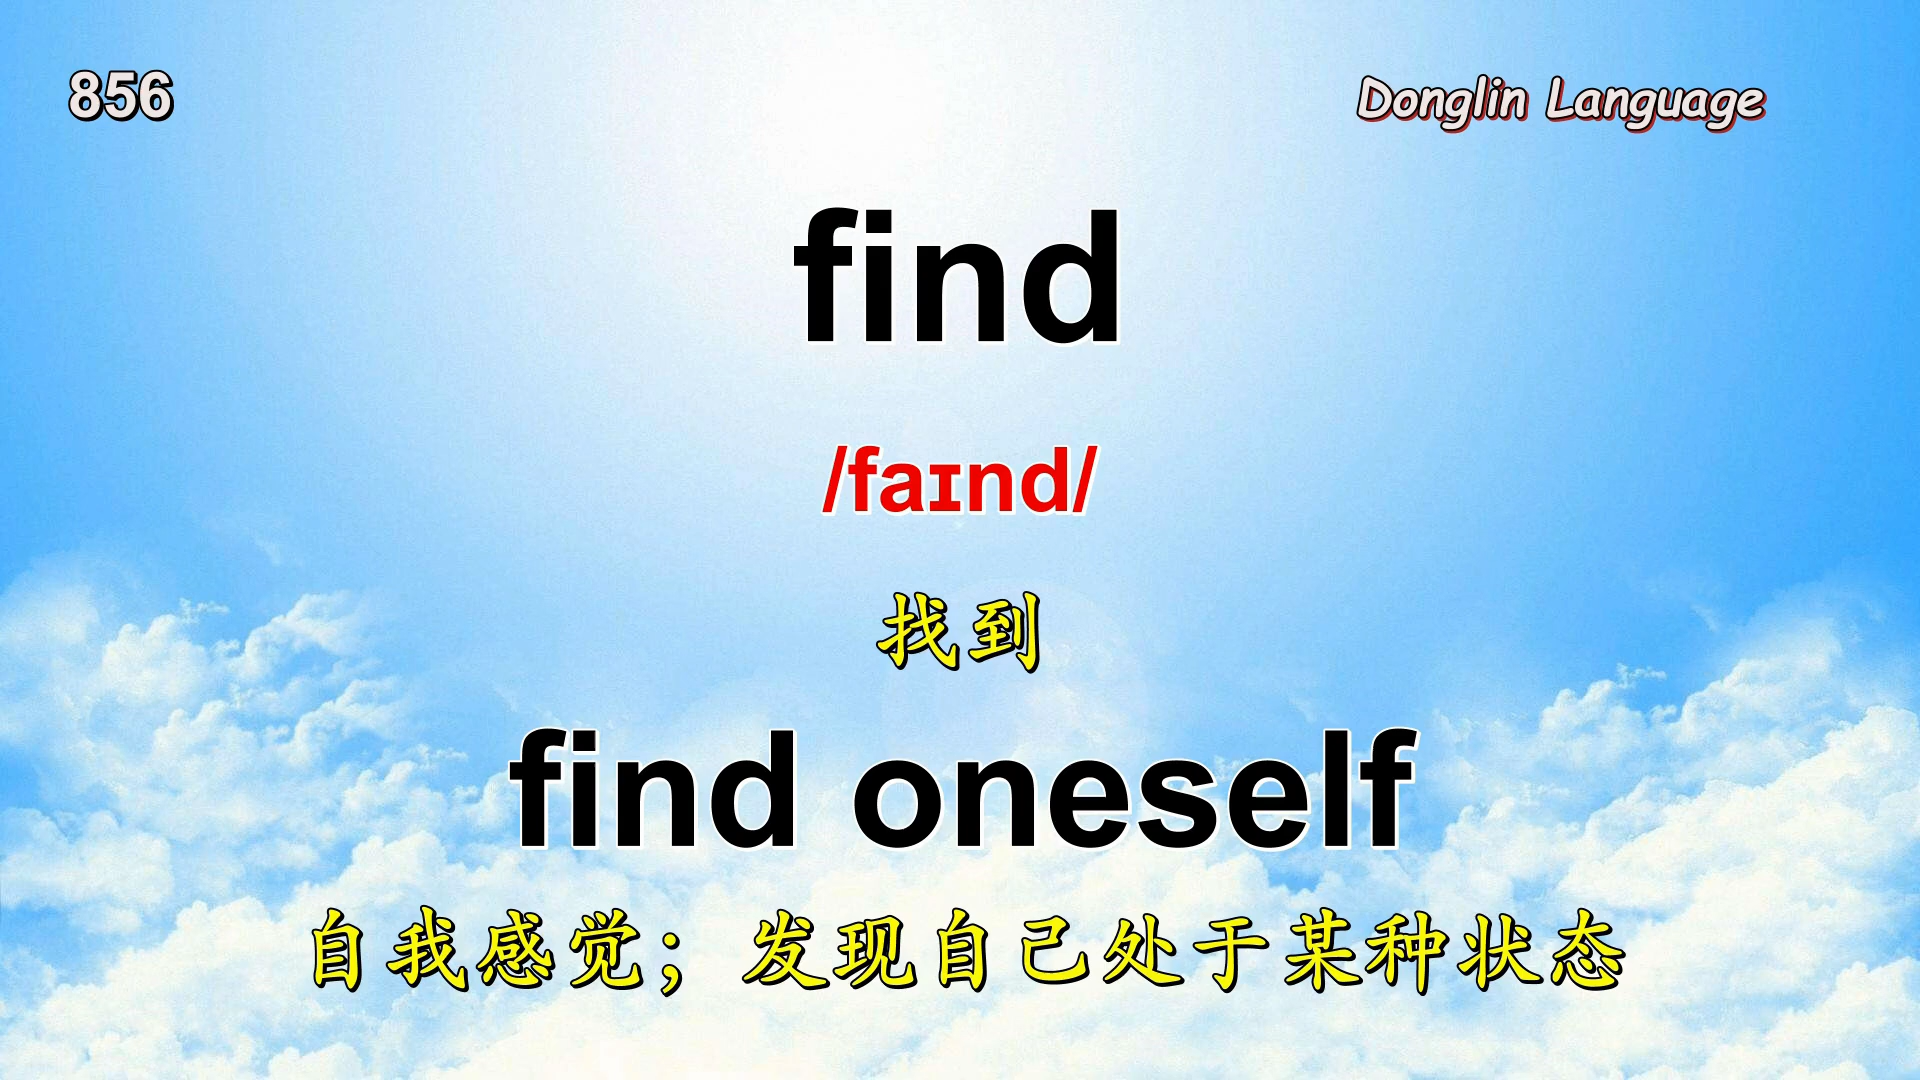 856
Donglin Language
find
/faɪnd/
找到
find oneself
自我感觉；发现自己处于某种状态